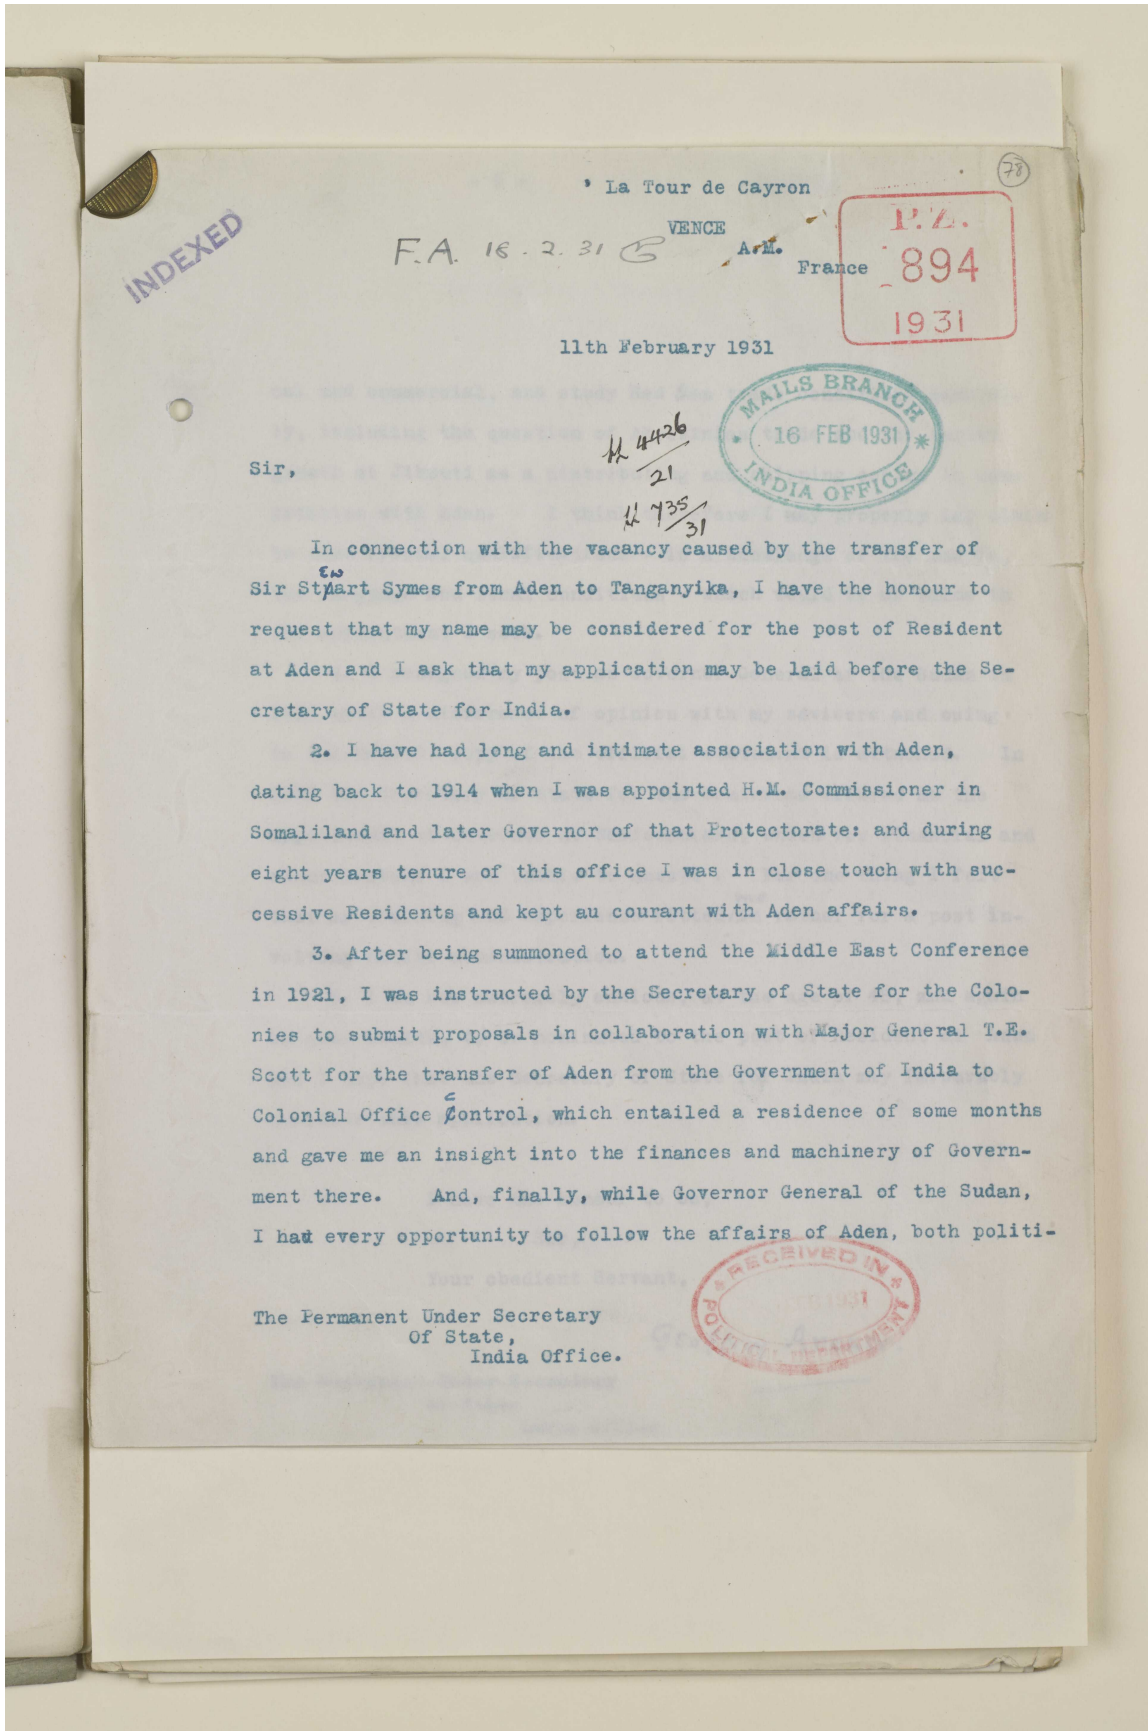 78
' La Tour de Cayron
VENCE
A.M.
France
P.Z.
894
1931
INDEXED
F.A. 18.2.31
11th February 1931
MAILS BRANCH
16 FEB 1931
INDIA OFFICE
4426
21
735
31
Sir,
In connection with the vacancy caused by the transfer of
Sir Stewart Symes from Aden to Tanganyika, I have the honour to
request that my name may be considered for the post of Resident
at Aden and I ask that my application may be laid before the Se-
cretary of State for India.
2. I have had long and intimate association with Aden,
dating back to 1914 when I was appointed H.M. Commissioner in
Somaliland and later Governor of that Protectorate: and during
eight years tenure of this office I was in close touch with suc-
cessive Residents and kept au courant with Aden affairs.
3. After being summoned to attend the Middle East Conference
in 1921, I was instructed by the Secretary of State for the Colo-
nies to submit proposals in collaboration with Major General T.E.
Scott for the transfer of Aden from the Government of India to
Colonial Office control, which entailed a residence of some months
and gave me an insight into the finances and machinery of Govern-
ment there. And, finally, while Governor General of the Sudan,
I had every opportunity to follow the affairs of Aden, both politi-
RECEIVED IN
1931
POLITICAL DEPARTMENT
The Permanent Under Secretary
Of State,
India Office.